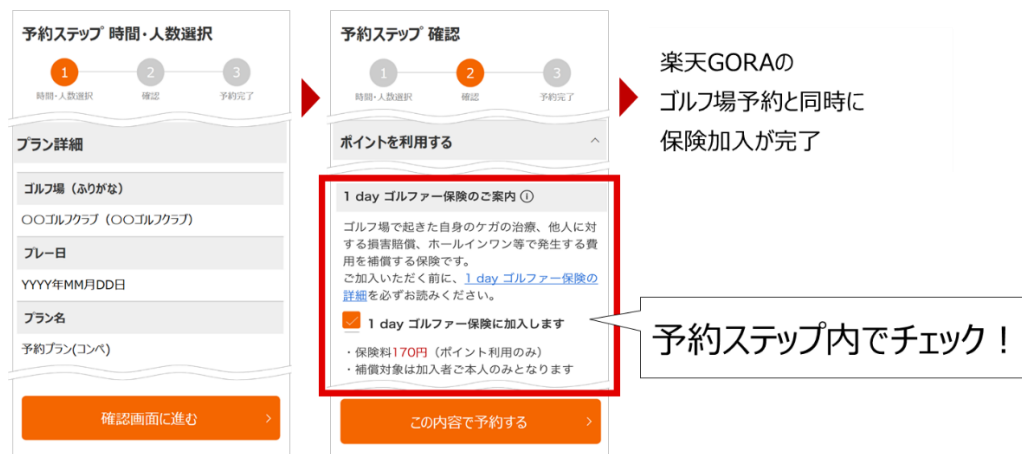 予約ステップ 時間・人数選択
1
2
3
時間・人数選択
確認
予約完了
プラン詳細
ゴルフ場（ふりがな）
〇〇ゴルフクラブ（〇〇ゴルフクラブ）
プレー日
YYYY年MM月DD日
プラン名
予約プラン(コンペ)
確認画面に進む
予約ステップ 確認
1
2
3
時間・人数選択
確認
予約完了
ポイントを利用する
1 day ゴルファー保険のご案内
ゴルフ場で起きた自身のケガの治療、他人に対
する損害賠償、ホールインワン等で発生する費
用を補償する保険です。
ご加入いただく前に、1 day ゴルファー保険の
詳細を必ずお読みください。
1 day ゴルファー保険に加入します
・保険料170円（ポイント利用のみ）
・補償対象は加入者ご本人のみとなります
この内容で予約する
楽天GORAの
ゴルフ場予約と同時に
保険加入が完了
予約ステップ内でチェック！